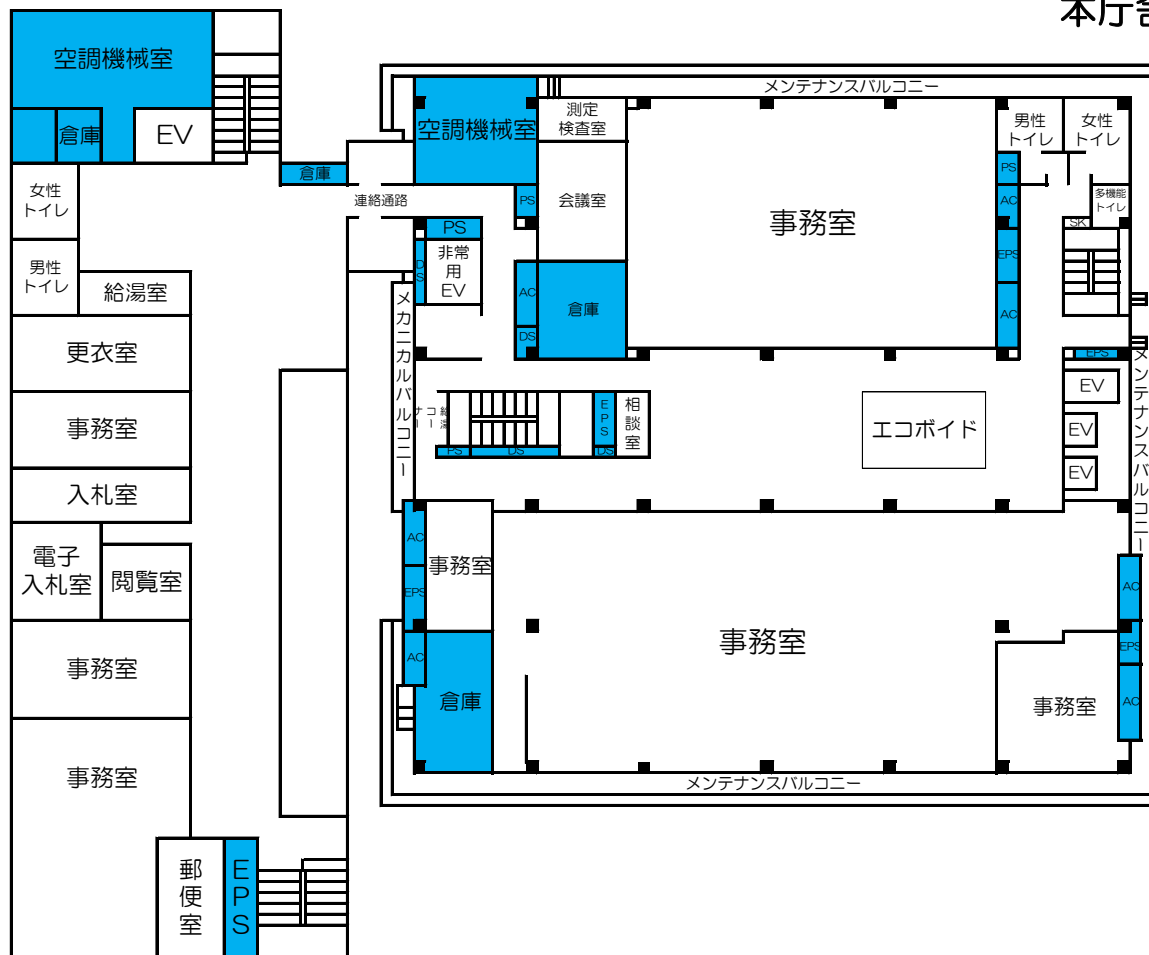 本庁舎
空調機械室
倉庫
EV
女性
トイレ
男性
トイレ
給湯室
更衣室
事務室
入札室
電子
入札室
閲覧室
事務室
事務室
郵便室
EPS
倉庫
連絡通路
メンテナンスバルコニー
空調機械室
測定
検査室
会議室
PS
PS
DS
非常
用
EV
AC
DS
倉庫
事務室
男性
トイレ
女性
トイレ
多機能
トイレ
SK
PS
AC
EPS
AC
メカニカルバルコニー
給湯
コー
ナー
PS
DS
EPS
DS
相談室
エコボイド
EPS
EV
EV
EV
メンテナンスバルコニー
AC
EPS
AC
事務室
倉庫
事務室
事務室
AC
EPS
AC
メンテナンスバルコニー